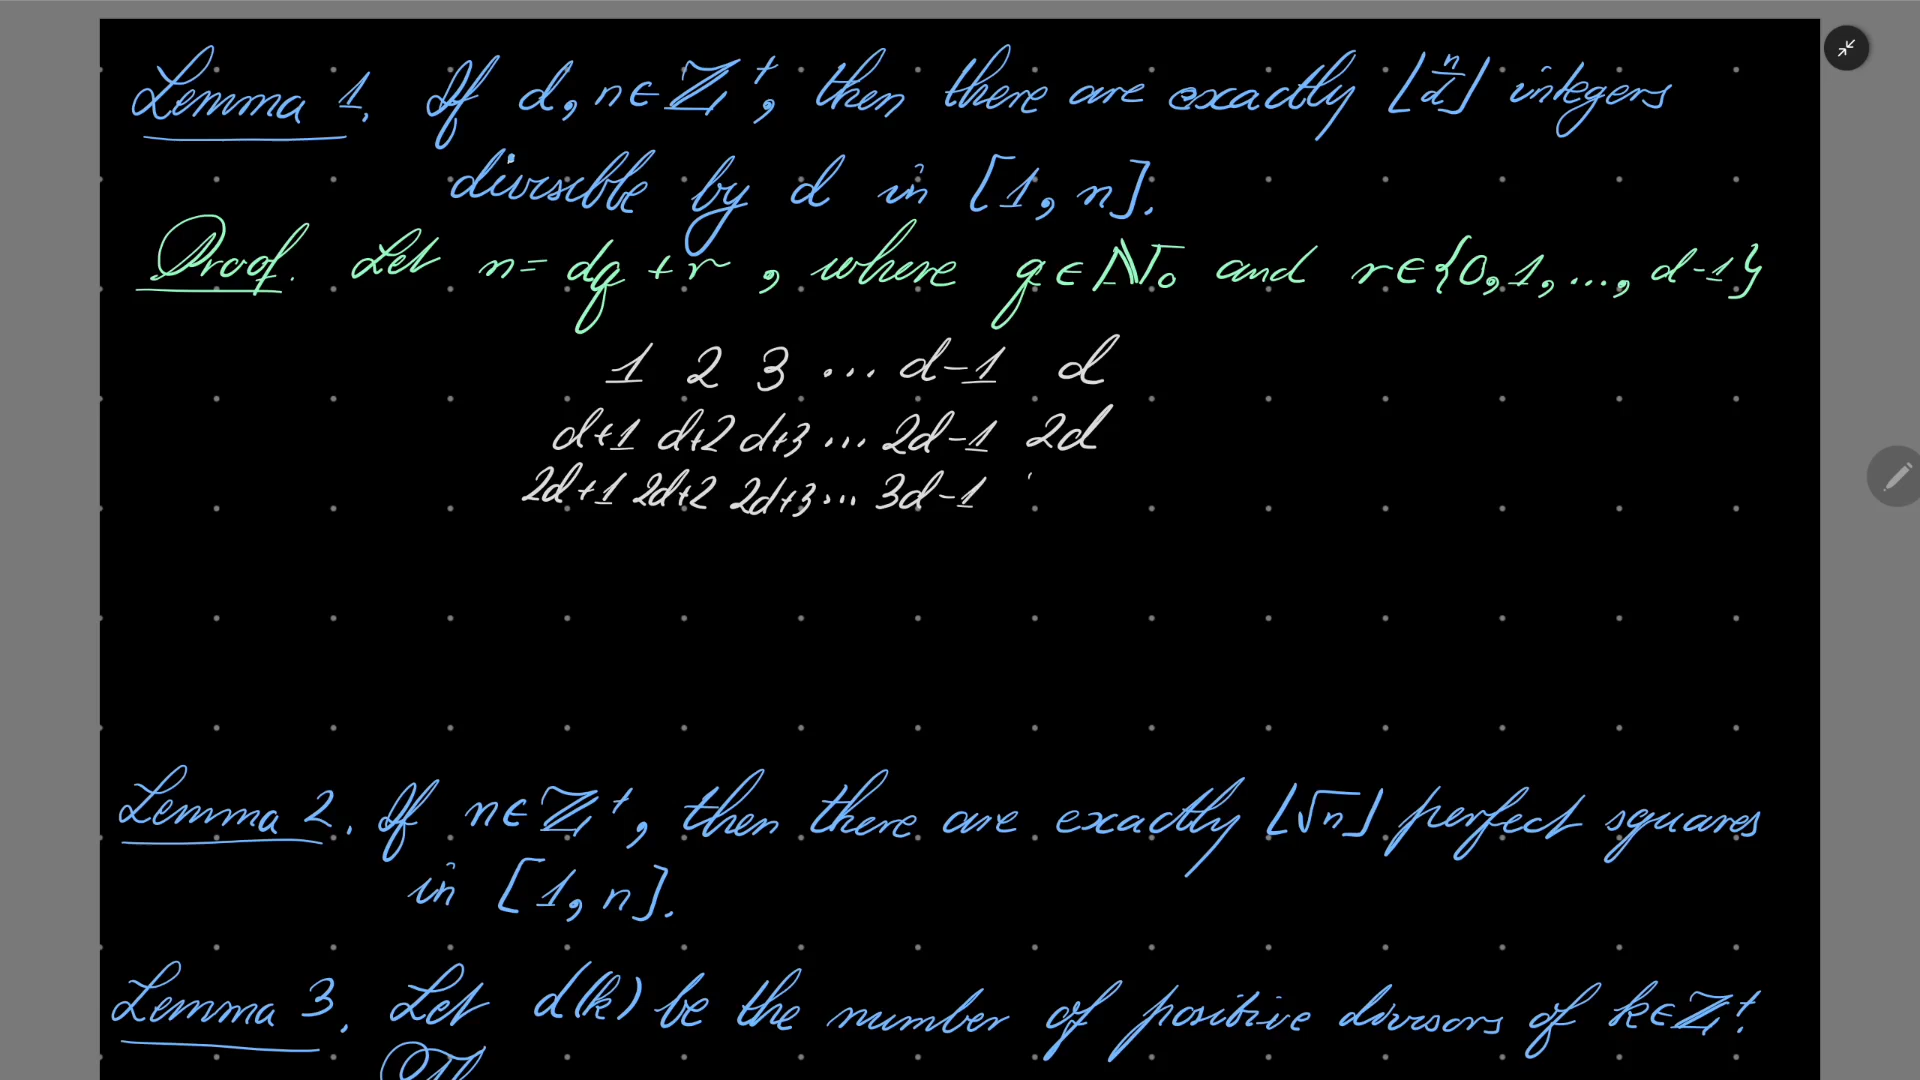 Lemma 1. If d, n ∈ ℤ⁺, then there are exactly ⌊n/d⌋ integers
divisible by d in [1, n].
Proof. Let n = dq + r, where q ∈ ℕ₀ and r ∈ {0, 1, ..., d-1}
1 2 3 ... d-1 d
d+1 d+2 d+3 ... 2d-1 2d
2d+1 2d+2 2d+3 ... 3d-1
Lemma 2. If n ∈ ℤ⁺, then there are exactly ⌊√n⌋ perfect squares
in [1, n].
Lemma 3. Let d(k) be the number of positive divisors of k ∈ ℤ⁺.